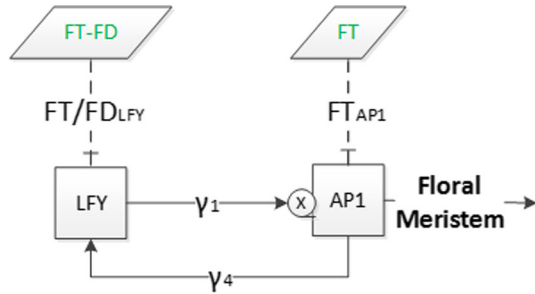 FT-FD
FT
FT/FDLFY
FTAP1
LFY
γ1
X
AP1
Floral
Meristem
γ4